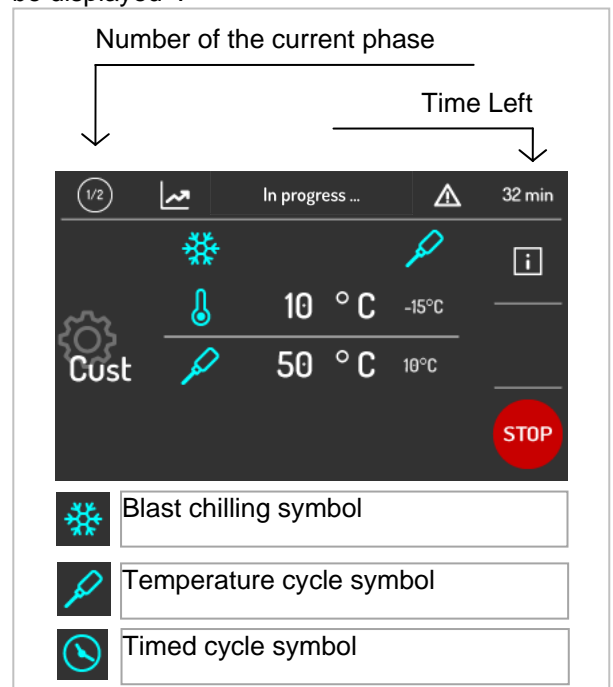 Number of the current phase
Time Left
1/2 In progress ... 32 min
i
10 °C -15°C
Cust 50 °C 10°C
STOP
Blast chilling symbol
Temperature cycle symbol
Timed cycle symbol